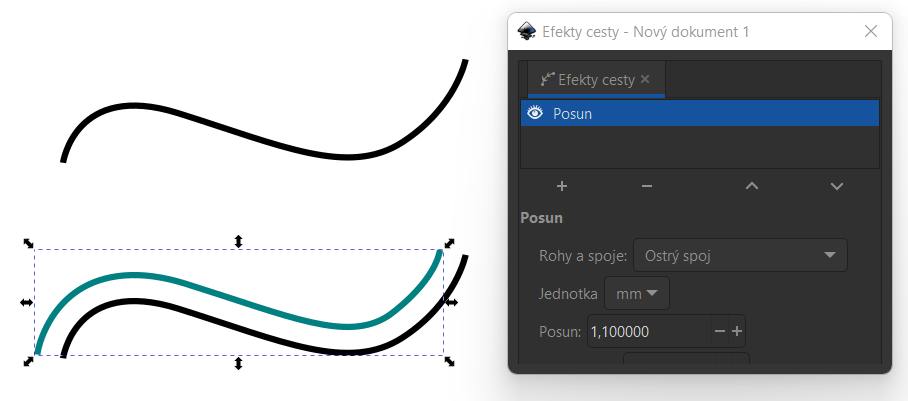 Efekty cesty - Nový dokument 1
Efekty cesty
Posun
Posun
Rohy a spoje: Ostrý spoj
Jednotka mm
Posun: 1,100000